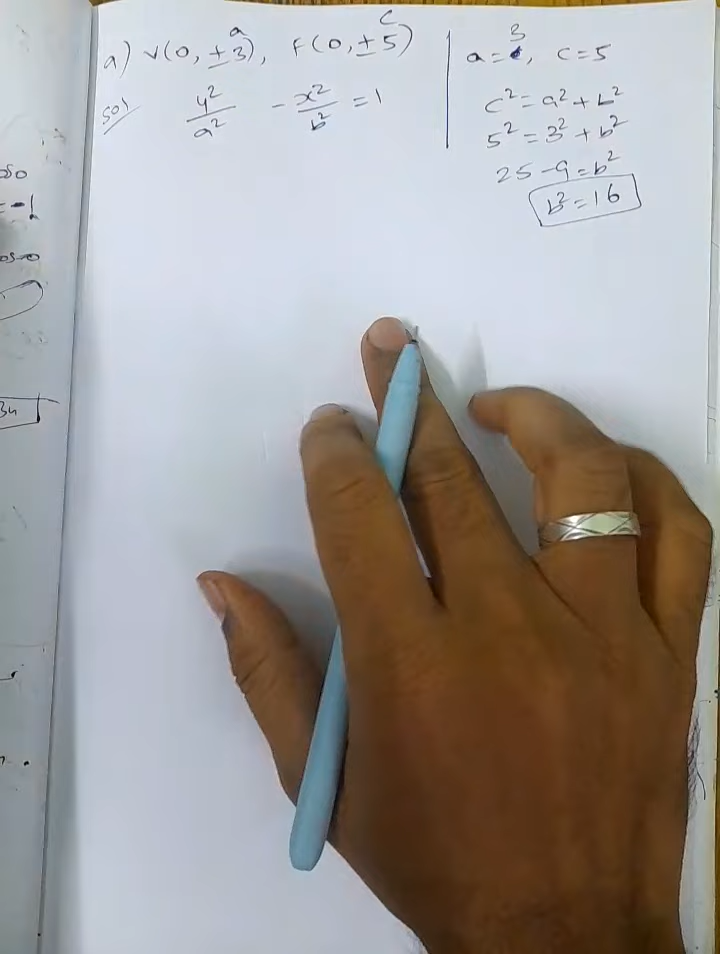 a) V(0, ±3), F(0, ±5)
a c
sol
y²/a² - x²/b² = 1
a = 3, c = 5
c² = a² + b²
5² = 3² + b²
25 - 9 = b²
b² = 16
= -1